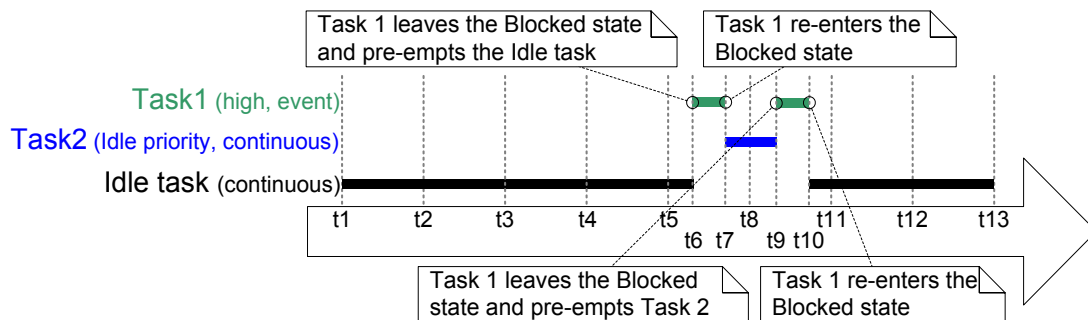 Task 1 leaves the Blocked state
and pre-empts the Idle task
Task 1 re-enters the
Blocked state
Task1 (high, event)
Task2 (Idle priority, continuous)
Idle task (continuous)
t1 t2 t3 t4 t5 t8 t11 t12 t13
t6 t7 t9 t10
Task 1 leaves the Blocked
state and pre-empts Task 2
Task 1 re-enters the
Blocked state